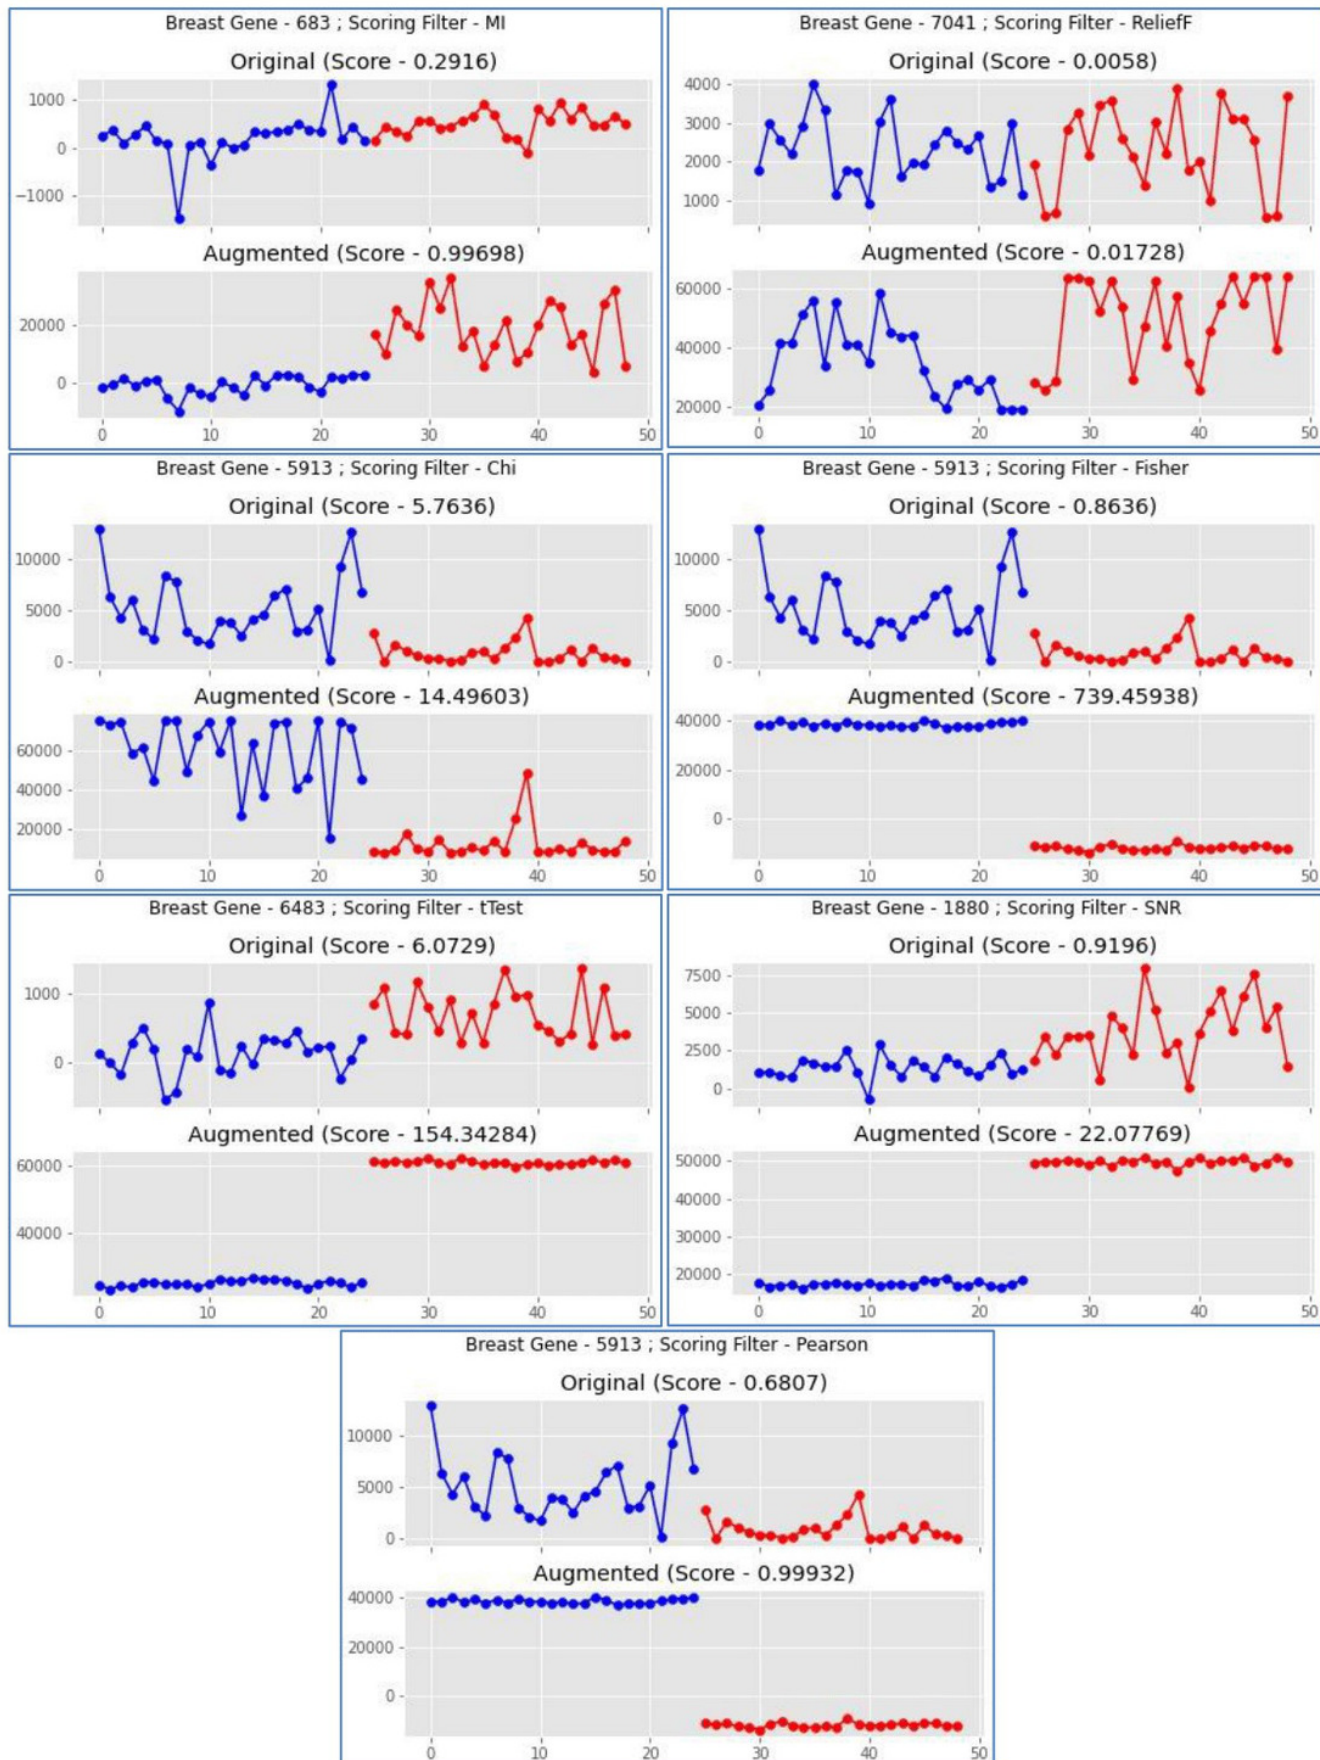 Breast Gene - 683 ; Scoring Filter - MI
Original (Score - 0.2916)
1000
0
−1000
Augmented (Score - 0.99698)
20000
0
0 10 20 30 40 50
Breast Gene - 7041 ; Scoring Filter - ReliefF
Original (Score - 0.0058)
4000
3000
2000
1000
Augmented (Score - 0.01728)
60000
40000
20000
0 10 20 30 40 50
Breast Gene - 5913 ; Scoring Filter - Chi
Original (Score - 5.7636)
10000
5000
0
Augmented (Score - 14.49603)
60000
40000
20000
0 10 20 30 40 50
Breast Gene - 5913 ; Scoring Filter - Fisher
Original (Score - 0.8636)
10000
5000
0
Augmented (Score - 739.45938)
40000
20000
0
0 10 20 30 40 50
Breast Gene - 6483 ; Scoring Filter - tTest
Original (Score - 6.0729)
1000
0
Augmented (Score - 154.34284)
60000
40000
0 10 20 30 40 50
Breast Gene - 1880 ; Scoring Filter - SNR
Original (Score - 0.9196)
7500
5000
2500
0
Augmented (Score - 22.07769)
50000
40000
30000
20000
0 10 20 30 40 50
Breast Gene - 5913 ; Scoring Filter - Pearson
Original (Score - 0.6807)
10000
5000
0
Augmented (Score - 0.99932)
40000
20000
0
0 10 20 30 40 50